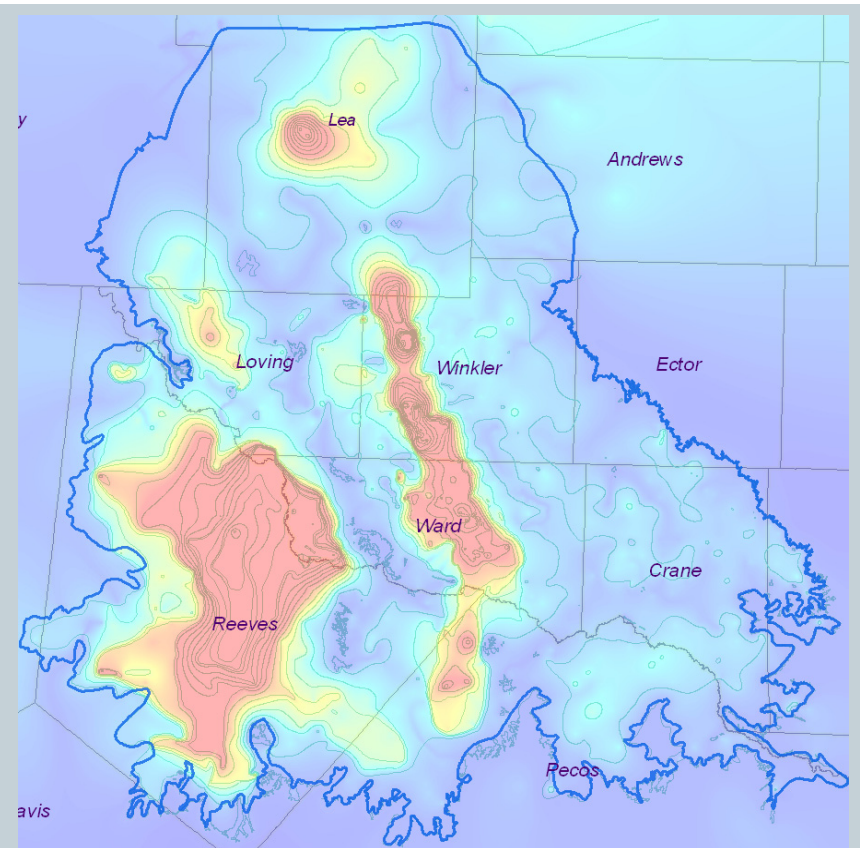 Lea
y
Andrews
Loving
Winkler
Ector
Ward
Crane
Reeves
Pecos
avis